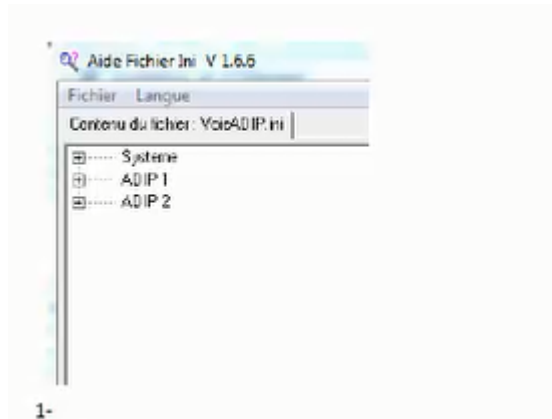 Aide Fichier Ini V 1.6.6
Fichier Langue
Contenu du fichier : VoieADIP.ini
Systeme
ADIP 1
ADIP 2
1-